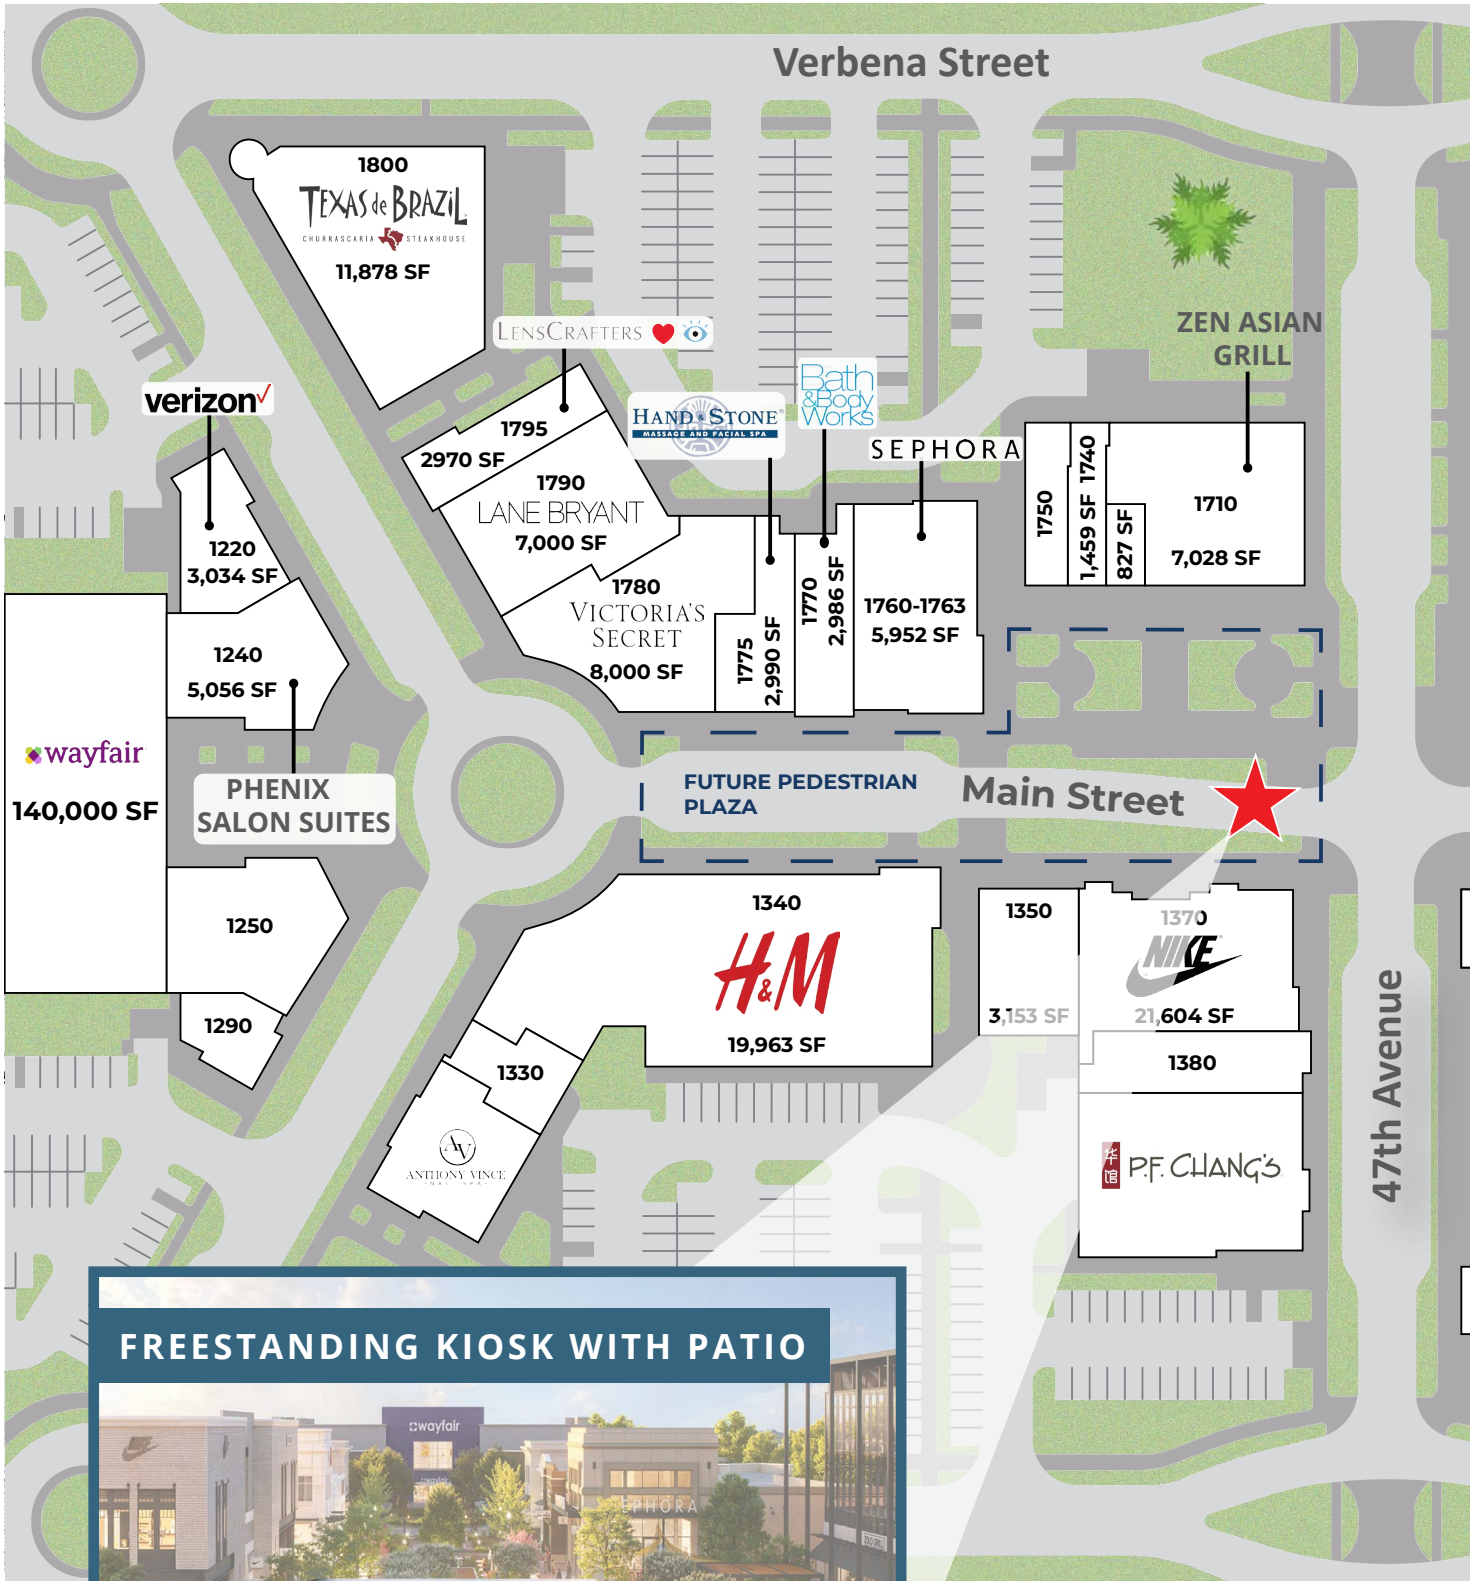 Verbena Street
1800
TEXAS de BRAZIL
CHURRASCARIA STEAKHOUSE
11,878 SF
LENSCRAFTERS
ZEN ASIAN
GRILL
verizon
HAND & STONE
MASSAGE AND FACIAL SPA
Bath
&Body
Works
SEPHORA
1795
2970 SF
1790
LANE BRYANT
7,000 SF
1780
VICTORIA'S
SECRET
8,000 SF
1775
2,990 SF
1770
2,986 SF
1760-1763
5,952 SF
1750
1740
1,459 SF
827 SF
1710
7,028 SF
1220
3,034 SF
1240
5,056 SF
wayfair
140,000 SF
PHENIX
SALON SUITES
FUTURE PEDESTRIAN
PLAZA
Main Street
1250
1290
1340
H&M
19,963 SF
1330
AV
ANTHONY VINCE
NAIL SPA
1350
3,153 SF
1370
NIKE
21,604 SF
1380
P.F. CHANG'S
47th Avenue
FREESTANDING KIOSK WITH PATIO
wayfair
wayfair
SEPHORA